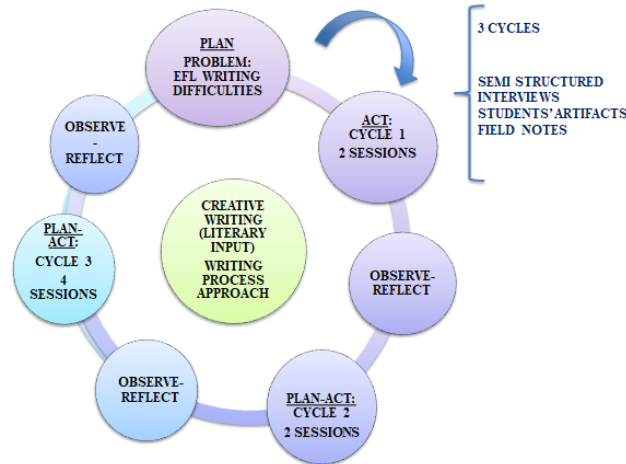 PLAN
PROBLEM:
EFL WRITING
DIFFICULTIES
3 CYCLES
SEMI STRUCTURED
INTERVIEWS
STUDENTS'ARTIFACTS
FIELD NOTES
ACT:
CYCLE 1
2 SESSIONS
OBSERVE-
REFLECT
PLAN-ACT:
CYCLE 2
2 SESSIONS
OBSERVE-
REFLECT
PLAN-
ACT:
CYCLE 3
4
SESSIONS
OBSERVE
-
REFLECT
CREATIVE
WRITING
(LITERARY
INPUT)
WRITING
PROCESS
APPROACH